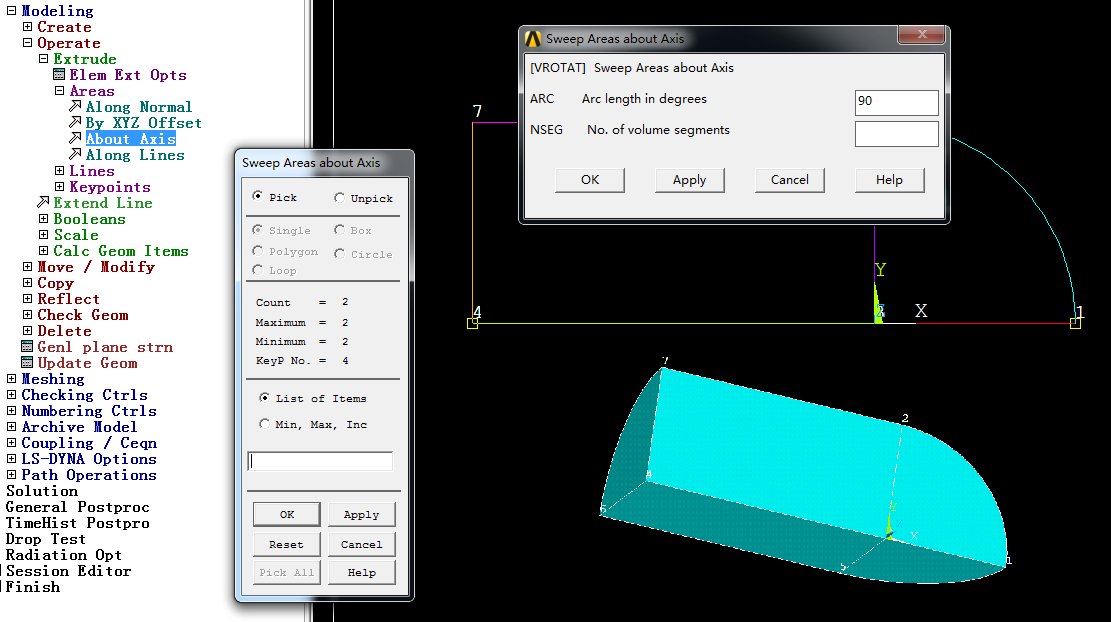 Modeling
Create
Operate
Extrude
Elem Ext Opts
Areas
Along Normal
By XYZ Offset
About Axis
Along Lines
Lines
Keypoints
Extend Line
Booleans
Scale
Calc Geom Items
Move / Modify
Copy
Reflect
Check Geom
Delete
Genl plane strn
Update Geom
Meshing
Checking Ctrls
Numbering Ctrls
Archive Model
Coupling / Ceqn
LS-DYNA Options
Path Operations
Solution
General Postproc
TimeHist Postpro
Drop Test
Radiation Opt
Session Editor
Finish
Sweep Areas about Axis
Pick Unpick
Single Box
Polygon Circle
Loop
Count = 2
Maximum = 2
Minimum = 2
KeyP No. = 4
List of Items
Min, Max, Inc
OK Apply
Reset Cancel
Pick All Help
Sweep Areas about Axis
[VROTAT] Sweep Areas about Axis
ARC Arc length in degrees 90
NSEG No. of volume segments
OK Apply Cancel Help
7
Y
4 X 1
7
2
4
6
X
5 1